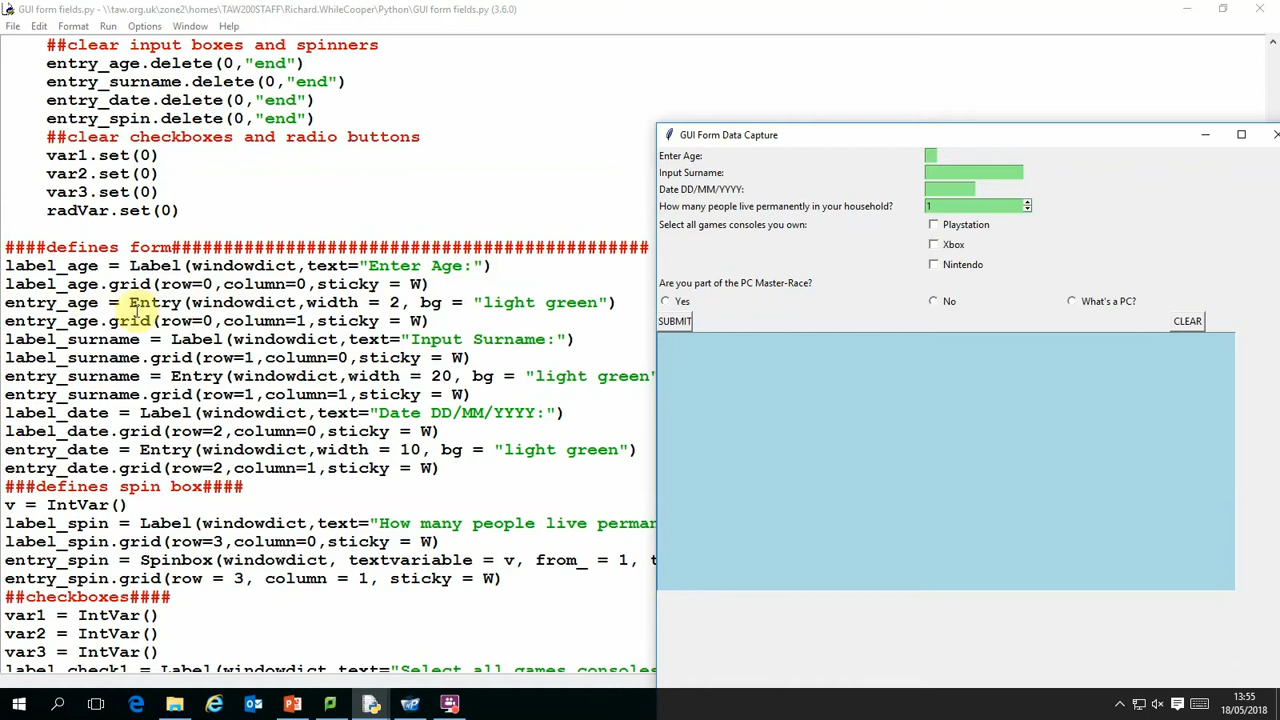 GUI form fields.py - \\taw.org.uk\zone2\homes\TAW200STAFF\Richard.WhileCooper\Python\GUI form fields.py (3.6.0)
File Edit Format Run Options Window Help
##clear input boxes and spinners
entry_age.delete(0,"end")
entry_surname.delete(0,"end")
entry_date.delete(0,"end")
entry_spin.delete(0,"end")
##clear checkboxes and radio buttons
var1.set(0)
var2.set(0)
var3.set(0)
radVar.set(0)
####defines form##############################################
label_age = Label(windowdict,text="Enter Age:")
label_age.grid(row=0,column=0,sticky = W)
entry_age = Entry(windowdict,width = 2, bg = "light green")
entry_age.grid(row=0,column=1,sticky = W)
label_surname = Label(windowdict,text="Input Surname:")
label_surname.grid(row=1,column=0,sticky = W)
entry_surname = Entry(windowdict,width = 20, bg = "light green"
entry_surname.grid(row=1,column=1,sticky = W)
label_date = Label(windowdict,text="Date DD/MM/YYYY:")
label_date.grid(row=2,column=0,sticky = W)
entry_date = Entry(windowdict,width = 10, bg = "light green")
entry_date.grid(row=2,column=1,sticky = W)
###defines spin box####
v = IntVar()
label_spin = Label(windowdict,text="How many people live perman
label_spin.grid(row=3,column=0,sticky = W)
entry_spin = Spinbox(windowdict, textvariable = v, from_ = 1, t
entry_spin.grid(row = 3, column = 1, sticky = W)
##checkboxes####
var1 = IntVar()
var2 = IntVar()
var3 = IntVar()
label_check1 = Label(windowdict,text="Select all games consoles
GUI Form Data Capture
Enter Age:
Input Surname:
Date DD/MM/YYYY:
How many people live permanently in your household? 1
Select all games consoles you own: Playstation
Xbox
Nintendo
Are you part of the PC Master-Race?
Yes No What's a PC?
SUBMIT CLEAR
13:55
18/05/2018